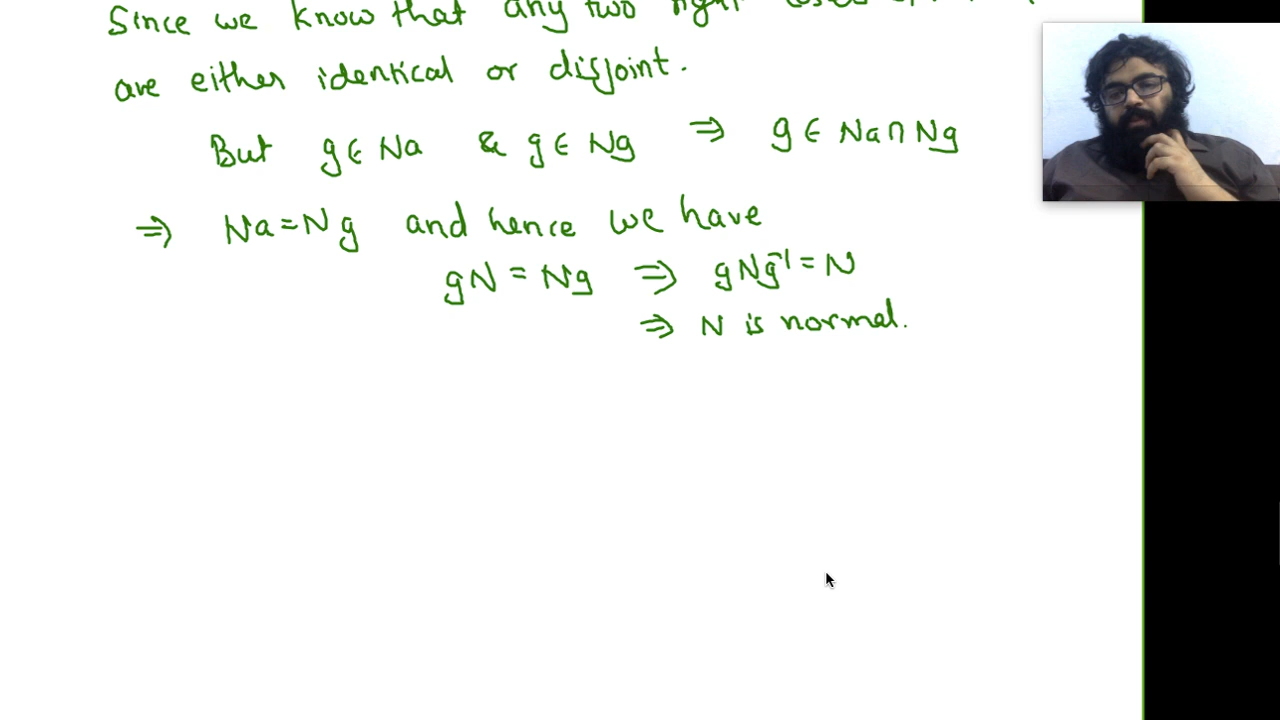 Since we know that any two right
are either identical or disjoint.
But g ∈ Na & g ∈ Ng ⇒ g ∈ Na ∩ Ng
⇒ Na = Ng and hence we have
gN = Ng ⇒ gNg⁻¹ = N
⇒ N is normal.